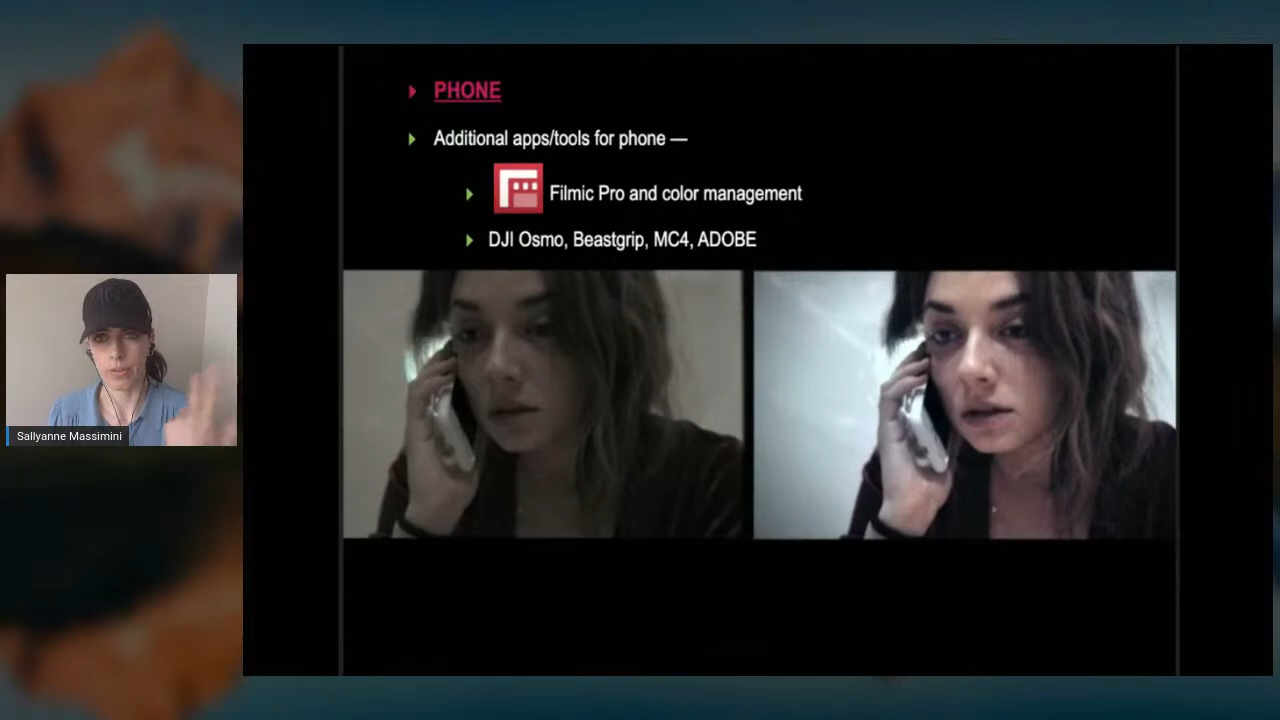 PHONE
Additional apps/tools for phone —
Filmic Pro and color management
DJI Osmo, Beastgrip, MC4, ADOBE
Sallyanne Massimini